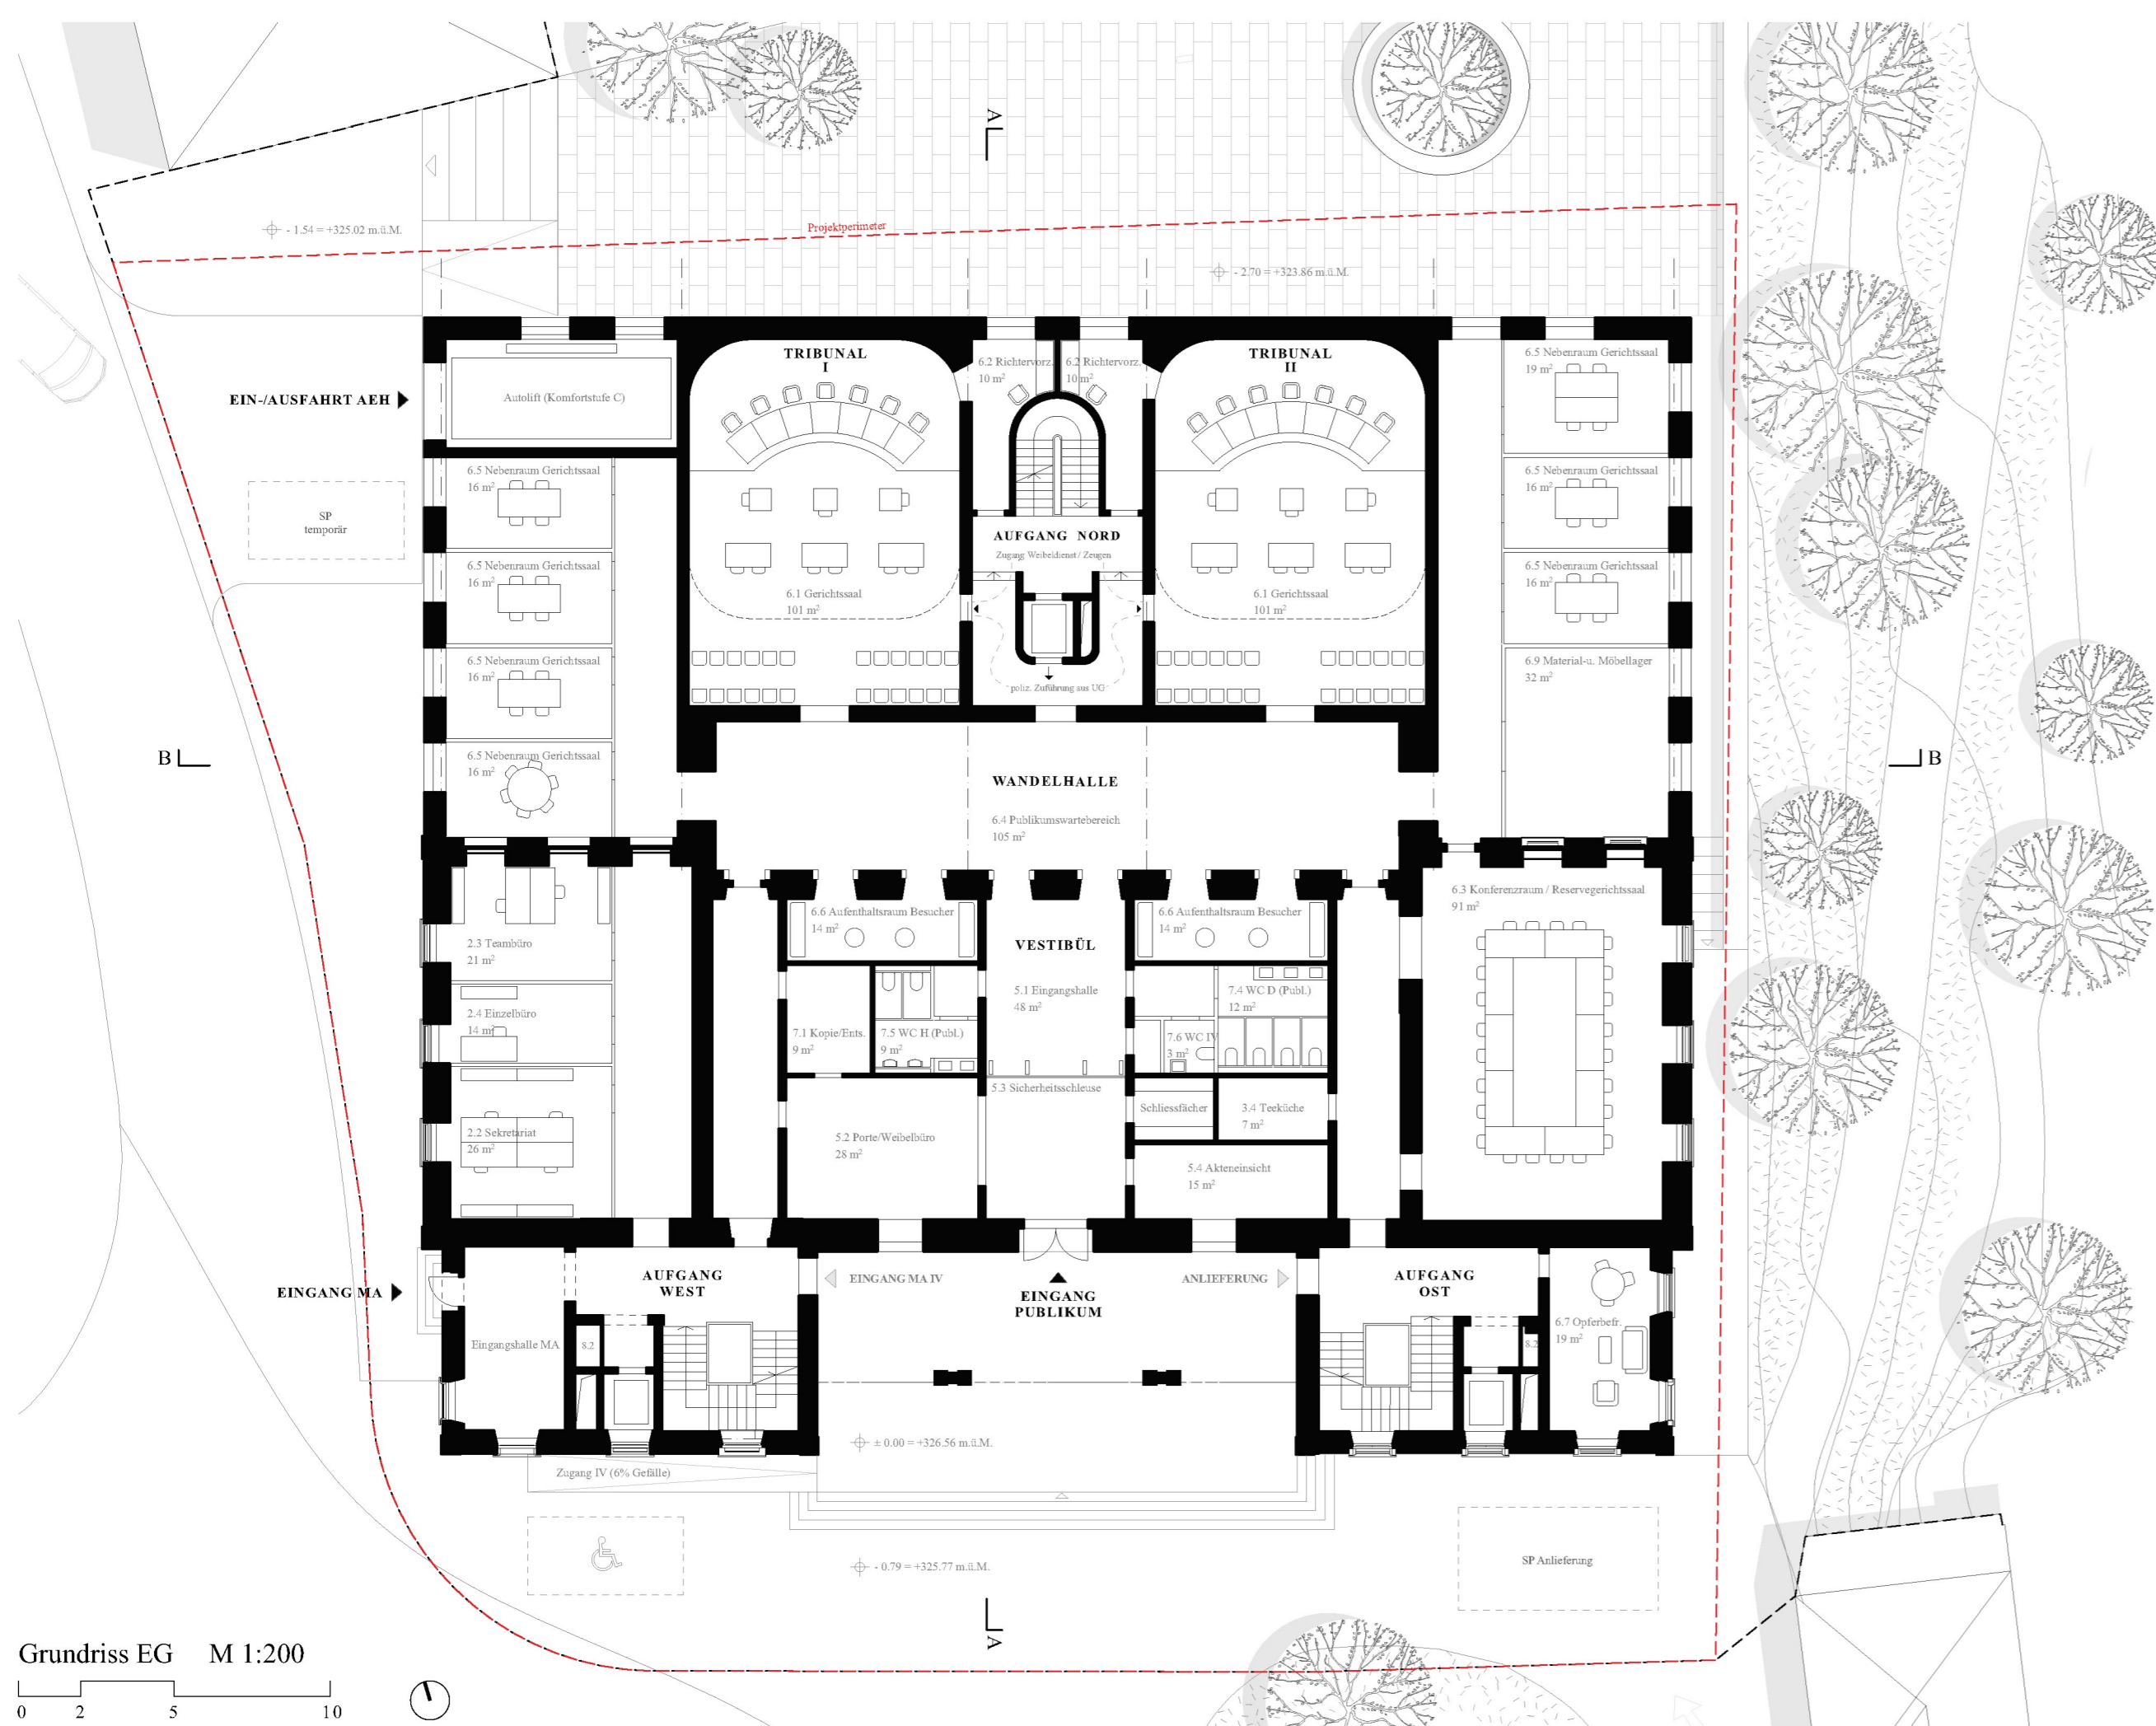 A
- 1.54 = +325.02 m.ü.M.
Projektperimeter
- 2.70 = +323.86 m.ü.M.
TRIBUNAL
I
6.2 Richtervorz.
10 m²
6.2 Richtervorz.
10 m²
TRIBUNAL
II
6.5 Nebenraum Gerichtssaal
19 m²
EIN-/AUSFAHRT AEH
Autolift (Komfortstufe C)
6.5 Nebenraum Gerichtssaal
16 m²
6.5 Nebenraum Gerichtssaal
16 m²
SP
temporär
AUFGANG NORD
Zugang Weibeldienst / Zeugen
6.5 Nebenraum Gerichtssaal
16 m²
6.5 Nebenraum Gerichtssaal
16 m²
6.1 Gerichtssaal
101 m²
6.1 Gerichtssaal
101 m²
6.5 Nebenraum Gerichtssaal
16 m²
6.9 Material-u. Möbellager
32 m²
poliz. Zuführung aus UG
B
6.5 Nebenraum Gerichtssaal
16 m²
WANDELHALLE
6.4 Publikumswartebereich
105 m²
B
6.3 Konferenzraum / Reservegerichtssaal
91 m²
6.6 Aufenthaltsraum Besucher
14 m²
6.6 Aufenthaltsraum Besucher
14 m²
2.3 Teambüro
21 m²
VESTIBÜL
5.1 Eingangshalle
48 m²
7.4 WC D (Publ.)
12 m²
2.4 Einzelbüro
14 m²
7.1 Kopie/Ents.
9 m²
7.5 WC H (Publ.)
9 m²
7.6 WC IV
3 m²
5.3 Sicherheitsschleuse
Schliessfächer
3.4 Teeküche
7 m²
2.2 Sekretariat
26 m²
5.2 Porte/Weibelbüro
28 m²
5.4 Akteneinsicht
15 m²
EINGANG MA
AUFGANG
WEST
EINGANG MA IV
EINGANG
PUBLIKUM
ANLIEFERUNG
AUFGANG
OST
Eingangshalle MA
8.2
8.2
6.7 Opferbefr.
19 m²
± 0.00 = +326.56 m.ü.M.
Zugang IV (6% Gefälle)
- 0.79 = +325.77 m.ü.M.
SP Anlieferung
A
Grundriss EG M 1:200
0 2 5 10